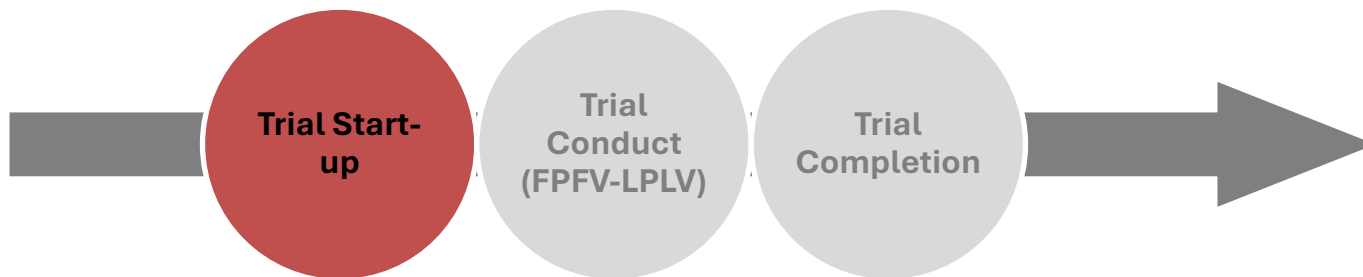 Trial Start-
up
Trial
Conduct
(FPFV-LPLV)
Trial
Completion